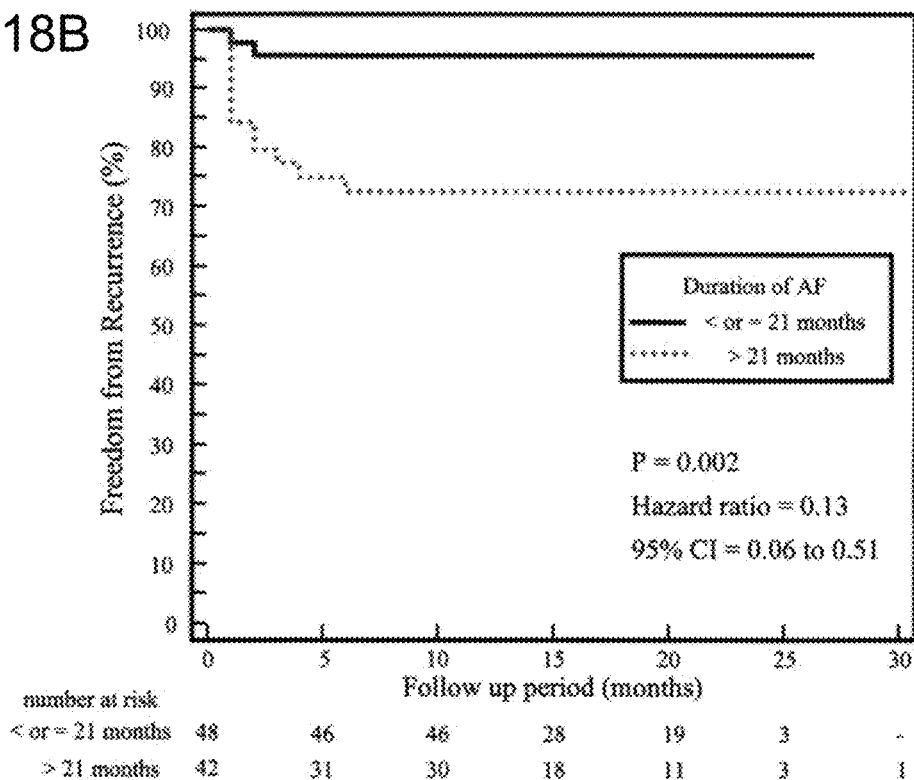 18B
100
90
80
70
60
50
40
30
20
10
0
Freedom from Recurrence (%)
Duration of AF
< or = 21 months
> 21 months
P = 0.002
Hazard ratio = 0.13
95% CI = 0.06 to 0.51
0 5 10 15 20 25 30
Follow up period (months)
number at risk
< or = 21 months 48 46 46 28 19 3 -
> 21 months 42 31 30 18 11 3 1